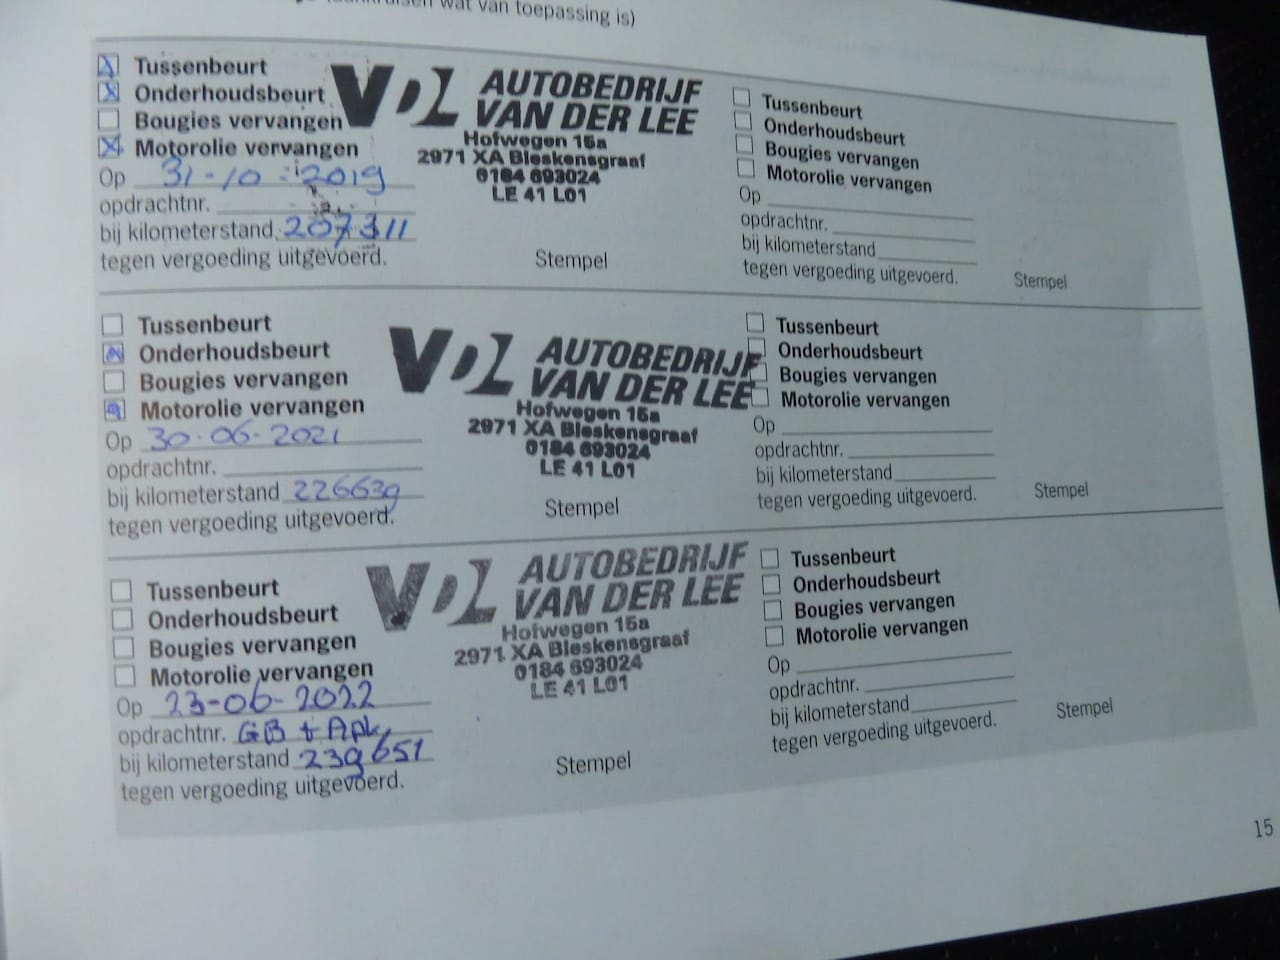 wat van toepassing is)
Tussenbeurt
Onderhoudsbeurt
Bougies vervangen
Motorolie vervangen
Op 31-10-2019
opdrachtnr.
bij kilometerstand 207311
tegen vergoeding uitgevoerd.
VDL AUTOBEDRIJF
VAN DER LEE
Hofwegen 15a
2971 XA Bleskensgraaf
0184 693024
LE 41 L01
Stempel
Tussenbeurt
Onderhoudsbeurt
Bougies vervangen
Motorolie vervangen
Op
opdrachtnr.
bij kilometerstand
tegen vergoeding uitgevoerd.
Stempel
Tussenbeurt
Onderhoudsbeurt
Bougies vervangen
Motorolie vervangen
Op 30-06-2021
opdrachtnr.
bij kilometerstand 226639
tegen vergoeding uitgevoerd.
VDL AUTOBEDRIJF
VAN DER LEE
Hofwegen 15a
2971 XA Bleskensgraaf
0184 693024
LE 41 L01
Stempel
Tussenbeurt
Onderhoudsbeurt
Bougies vervangen
Motorolie vervangen
Op
opdrachtnr.
bij kilometerstand
tegen vergoeding uitgevoerd.
Stempel
Tussenbeurt
Onderhoudsbeurt
Bougies vervangen
Motorolie vervangen
Op 23-06-2022
opdrachtnr. GB + Apk
bij kilometerstand 239651
tegen vergoeding uitgevoerd.
VDL AUTOBEDRIJF
VAN DER LEE
Hofwegen 15a
2971 XA Bleskensgraaf
0184 693024
LE 41 L01
Stempel
Tussenbeurt
Onderhoudsbeurt
Bougies vervangen
Motorolie vervangen
Op
opdrachtnr.
bij kilometerstand
tegen vergoeding uitgevoerd.
Stempel
15